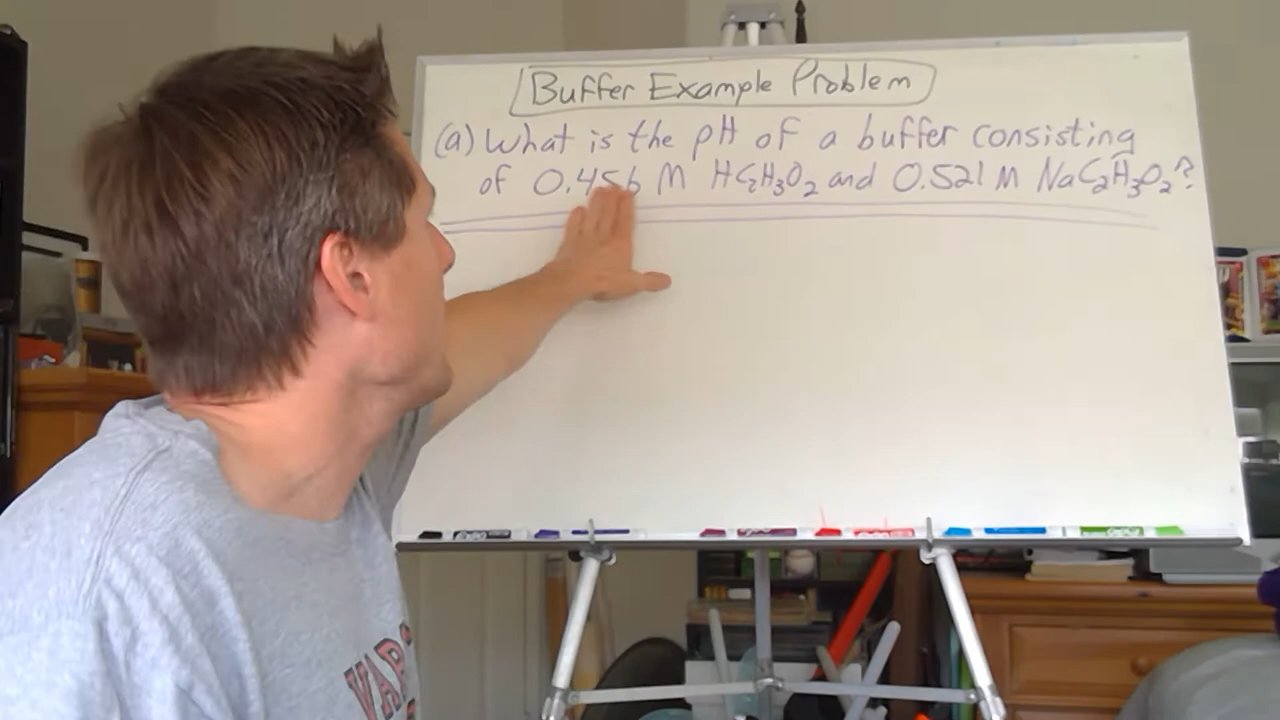 Buffer Example Problem
(a) What is the pH of a buffer consisting
of 0.456 M HC₂H₃O₂ and 0.521 M NaC₂H₃O₂?